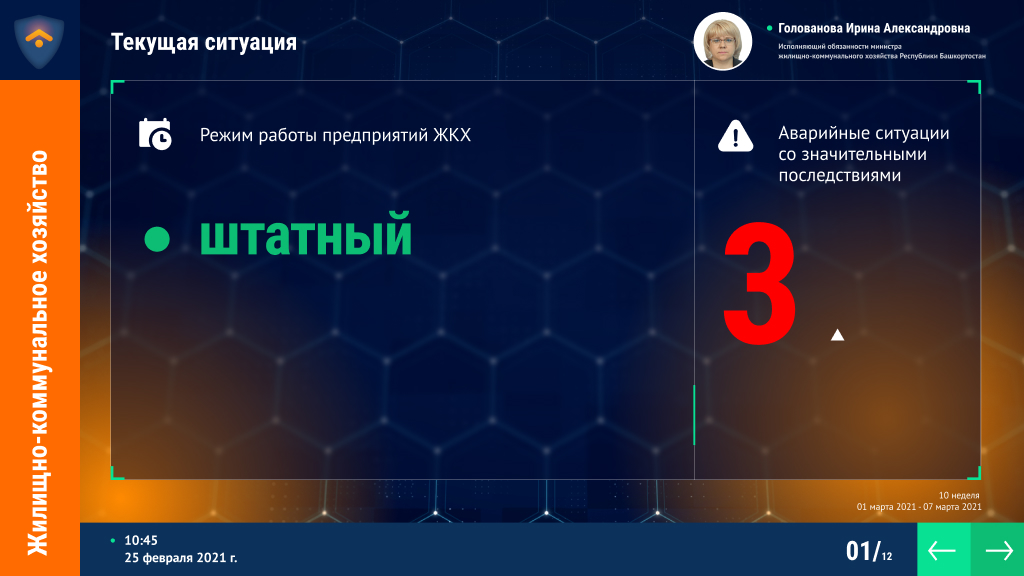 Текущая ситуация
Голованова Ирина Александровна
Исполняющий обязанности министра
жилищно-коммунального хозяйства Республики Башкортостан
Жилищно-коммунальное хозяйство
Режим работы предприятий ЖКХ
штатный
Аварийные ситуации
со значительными
последствиями
3
10 неделя
01 марта 2021 - 07 марта 2021
10:45
25 февраля 2021 г.
01/12